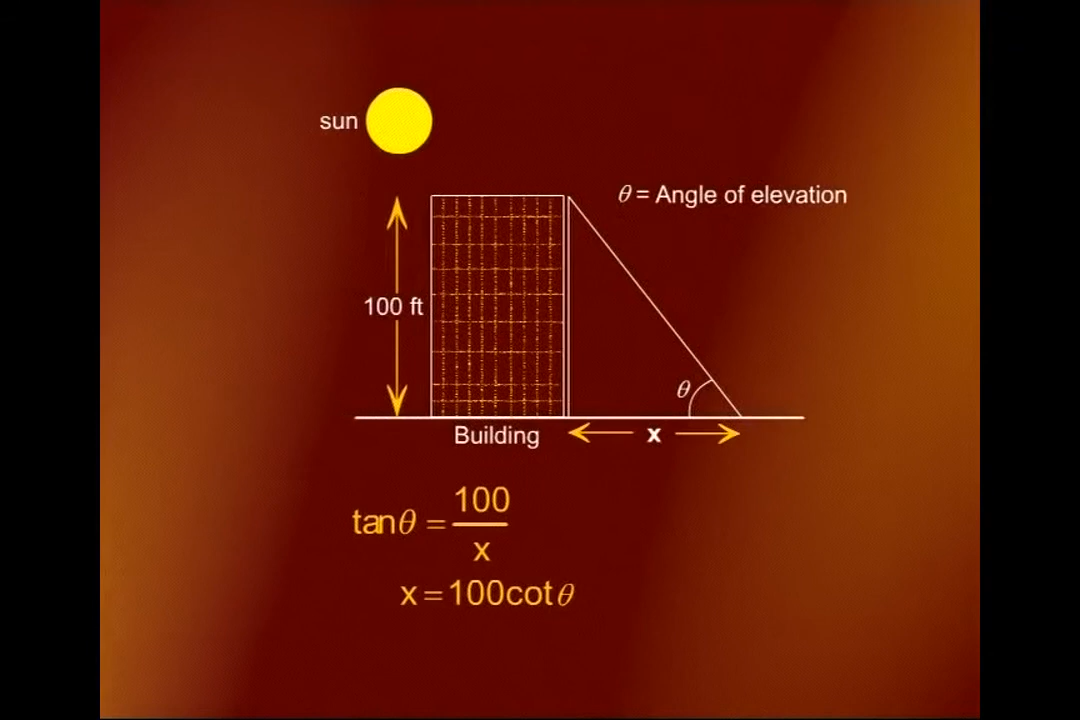 sun
θ = Angle of elevation
100 ft
θ
Building
x
tanθ = 100/x
x = 100cotθ